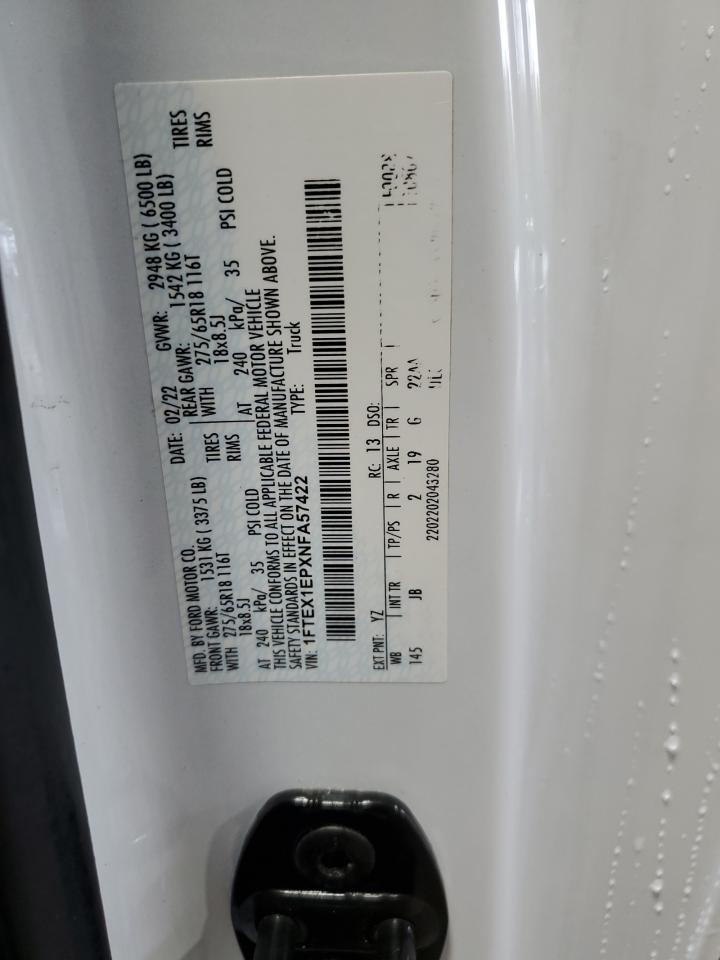 MFD. BY FORD MOTOR CO.
DATE: 02/22 GVWR: 2948 KG ( 6500 LB)
FRONT GAWR: 1531 KG ( 3375 LB)
REAR GAWR: 1542 KG ( 3400 LB)
WITH 275/65R18 116T TIRES
WITH 275/65R18 116T TIRES
18x8.5J RIMS
18x8.5J RIMS
AT 240 kPa/ 35 PSI COLD
AT 240 kPa/ 35 PSI COLD
THIS VEHICLE CONFORMS TO ALL APPLICABLE FEDERAL MOTOR VEHICLE
SAFETY STANDARDS IN EFFECT ON THE DATE OF MANUFACTURE SHOWN ABOVE.
VIN: 1FTEX1EPXNFA57422
TYPE: Truck
EXT PNT: YZ RC: 13 DSO:
WB INT TR TP/PS R AXLE TR SPR
145 JB 2 19 G
2202202043280